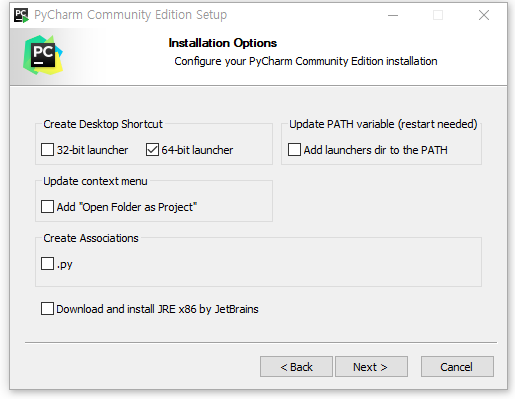 PC PyCharm Community Edition Setup
PC
Installation Options
Configure your PyCharm Community Edition installation
Create Desktop Shortcut
32-bit launcher
64-bit launcher
Update PATH variable (restart needed)
Add launchers dir to the PATH
Update context menu
Add "Open Folder as Project"
Create Associations
.py
Download and install JRE x86 by JetBrains
< Back
Next >
Cancel